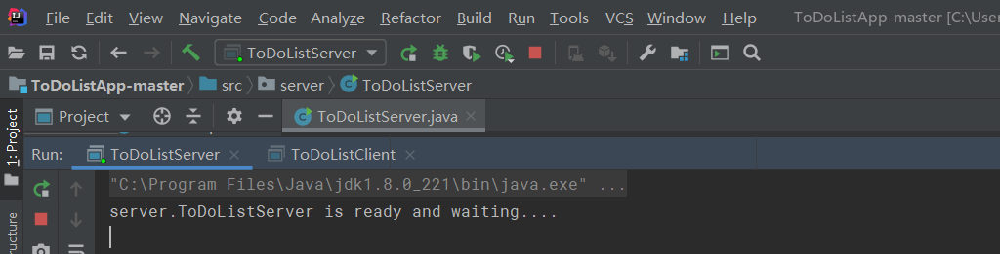 File Edit View Navigate Code Analyze Refactor Build Run Tools VCS Window Help ToDoListApp-master [C:\User
ToDoListServer
ToDoListApp-master src server ToDoListServer
1: Project
Project ToDoListServer.java
Run: ToDoListServer ToDoListClient
"C:\Program Files\Java\jdk1.8.0_221\bin\java.exe" ...
server.ToDoListServer is ready and waiting....
ructure